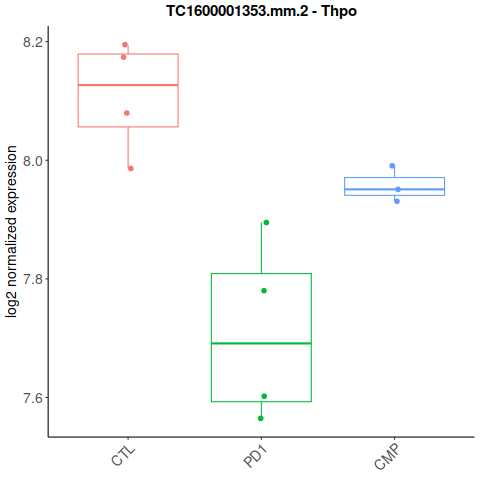 TC1600001353.mm.2 - Thpo
log2 normalized expression
8.2
8.0
7.8
7.6
CTL
PD1
CMP